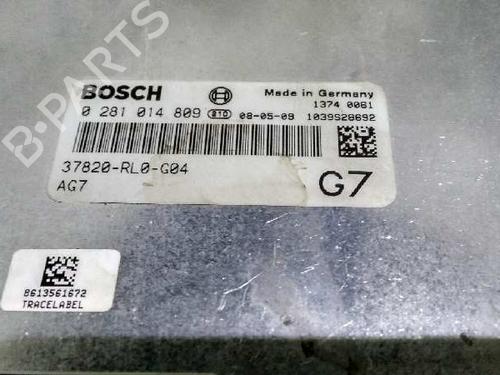 BOSCH
Made in Germany
1374 0061
0 281 014 809 010 08-05-09 1039S28692
37820-RL0-G04
AG7
G7
8613561672
TRACELABEL
B-PARTS